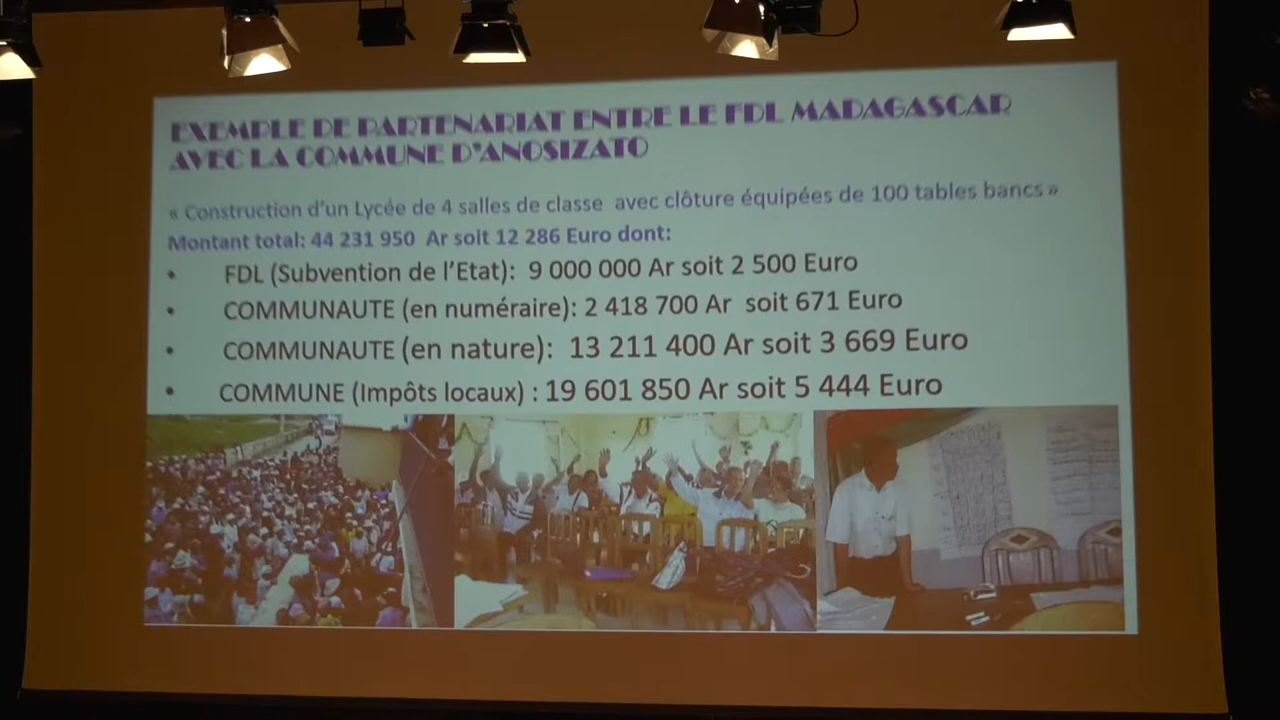 EXEMPLE DE PARTENARIAT ENTRE LE FDL MADAGASCAR
AVEC LA COMMUNE D'ANOSIZATO
« Construction d'un Lycée de 4 salles de classe avec clôture équipées de 100 tables bancs »
Montant total: 44 231 950 Ar soit 12 286 Euro dont:
• FDL (Subvention de l'Etat): 9 000 000 Ar soit 2 500 Euro
• COMMUNAUTE (en numéraire): 2 418 700 Ar soit 671 Euro
• COMMUNAUTE (en nature): 13 211 400 Ar soit 3 669 Euro
• COMMUNE (Impôts locaux) : 19 601 850 Ar soit 5 444 Euro